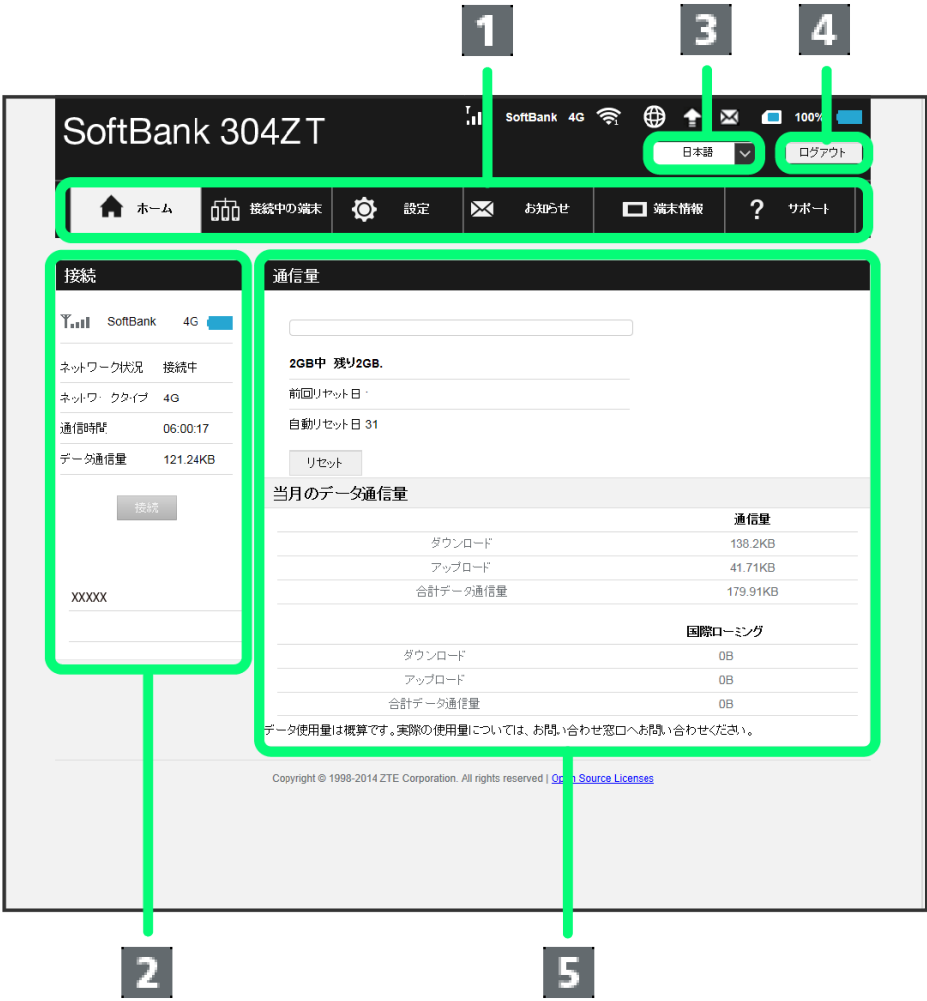 1 3 4
SoftBank 304ZT
SoftBank 4G 1 100%
日本語 ログアウト
ホーム 接続中の端末 設定 お知らせ 端末情報 ? サポート
接続
SoftBank 4G
ネットワーク状況 接続中
ネットワークタイプ 4G
通信時間 06:00:17
データ通信量 121.24KB
接続
XXXXX
通信量
2GB中 残り2GB.
前回リセット日 -
自動リセット日 31
リセット
当月のデータ通信量
通信量
ダウンロード 138.2KB
アップロード 41.71KB
合計データ通信量 179.91KB
国際ローミング
ダウンロード 0B
アップロード 0B
合計データ通信量 0B
データ使用量は概算です。実際の使用量については、お問い合わせ窓口へお問い合わせください。
Copyright © 1998-2014 ZTE Corporation. All rights reserved | Open Source Licenses
2 5